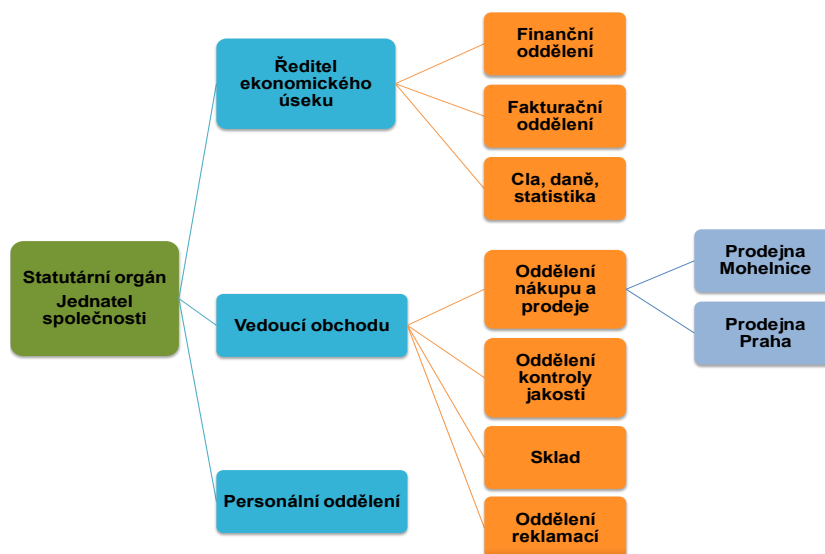 Statutární orgán
Jednatel
společnosti
Ředitel
ekonomického
úseku
Finanční
oddělení
Fakturační
oddělení
Cla, daně,
statistika
Vedoucí obchodu
Oddělení
nákupu a
prodeje
Prodejna
Mohelnice
Prodejna
Praha
Oddělení
kontroly
jakosti
Sklad
Oddělení
reklamací
Personální oddělení